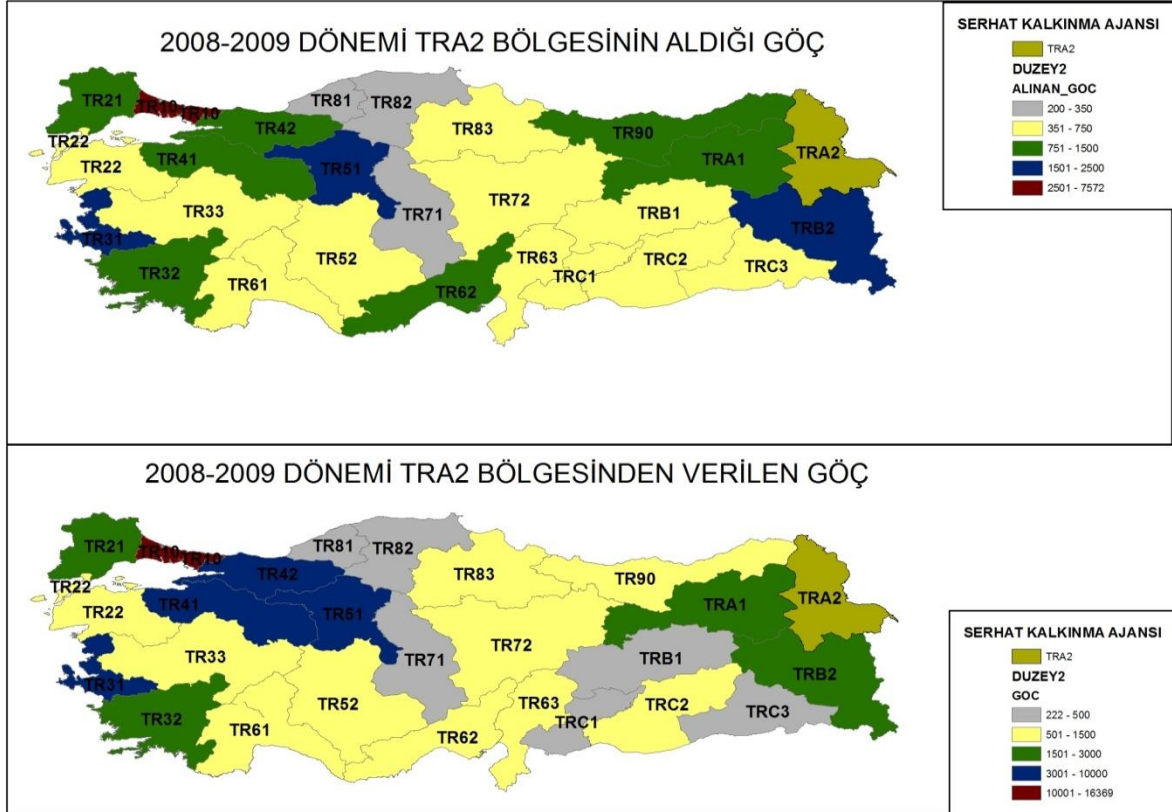 2008-2009 DÖNEMİ TRA2 BÖLGESİNİN ALDIĞI GÖÇ
TR21
TR10
TR10
TR81
TR82
TR42
TR83
TR90
TRA1
TRA2
TR22
TR22
TR41
TR51
TR72
TR71
TRB1
TRB2
TR33
TR31
TR52
TR63
TRC2
TRC3
TRC1
TR32
TR61
TR62
SERHAT KALKINMA AJANSI
TRA2
DUZEY2
ALINAN_GOC
200 - 350
351 - 750
751 - 1500
1501 - 2500
2501 - 7572
2008-2009 DÖNEMİ TRA2 BÖLGESİNDEN VERİLEN GÖÇ
TR21
TR10
TR10
TR81
TR82
TR42
TR83
TR90
TRA1
TRA2
TR22
TR22
TR41
TR51
TR72
TR71
TRB1
TRB2
TR33
TR31
TR52
TR63
TRC2
TRC3
TRC1
TR32
TR61
TR62
SERHAT KALKINMA AJANSI
TRA2
DUZEY2
GOC
222 - 500
501 - 1500
1501 - 3000
3001 - 10000
10001 - 16369